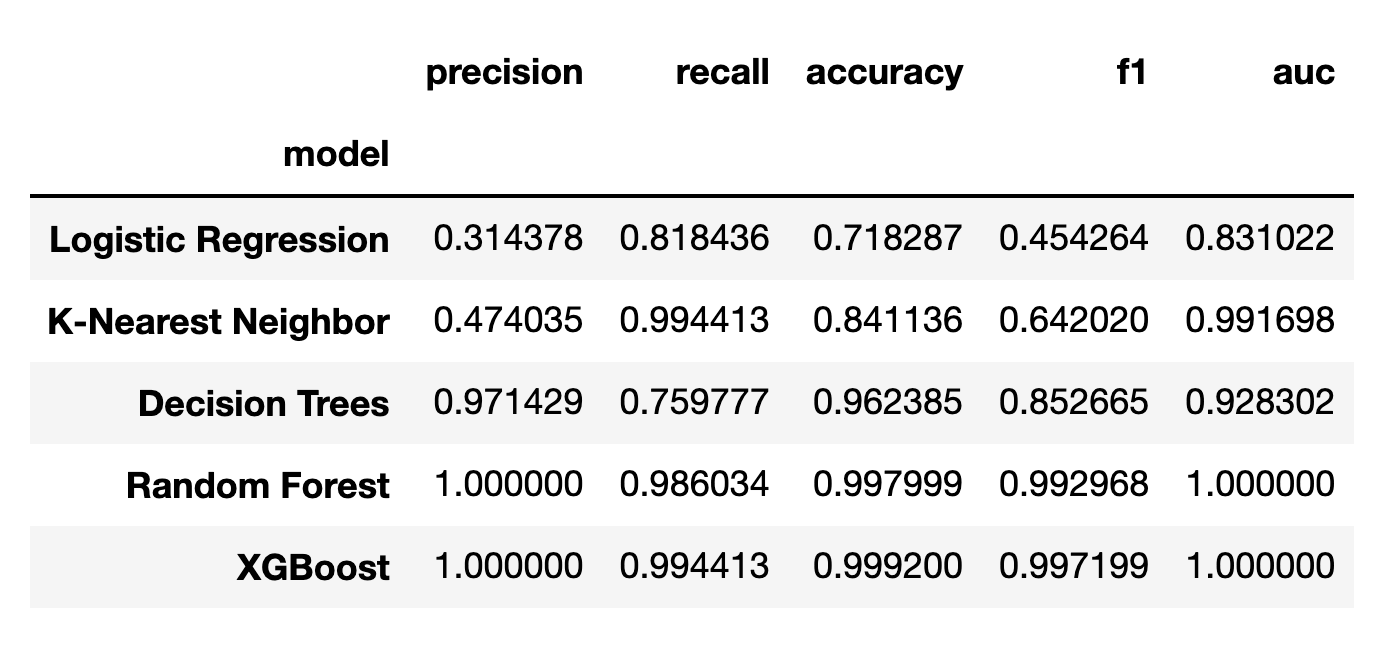 precision recall accuracy f1 auc
model
Logistic Regression 0.314378 0.818436 0.718287 0.454264 0.831022
K-Nearest Neighbor 0.474035 0.994413 0.841136 0.642020 0.991698
Decision Trees 0.971429 0.759777 0.962385 0.852665 0.928302
Random Forest 1.000000 0.986034 0.997999 0.992968 1.000000
XGBoost 1.000000 0.994413 0.999200 0.997199 1.000000